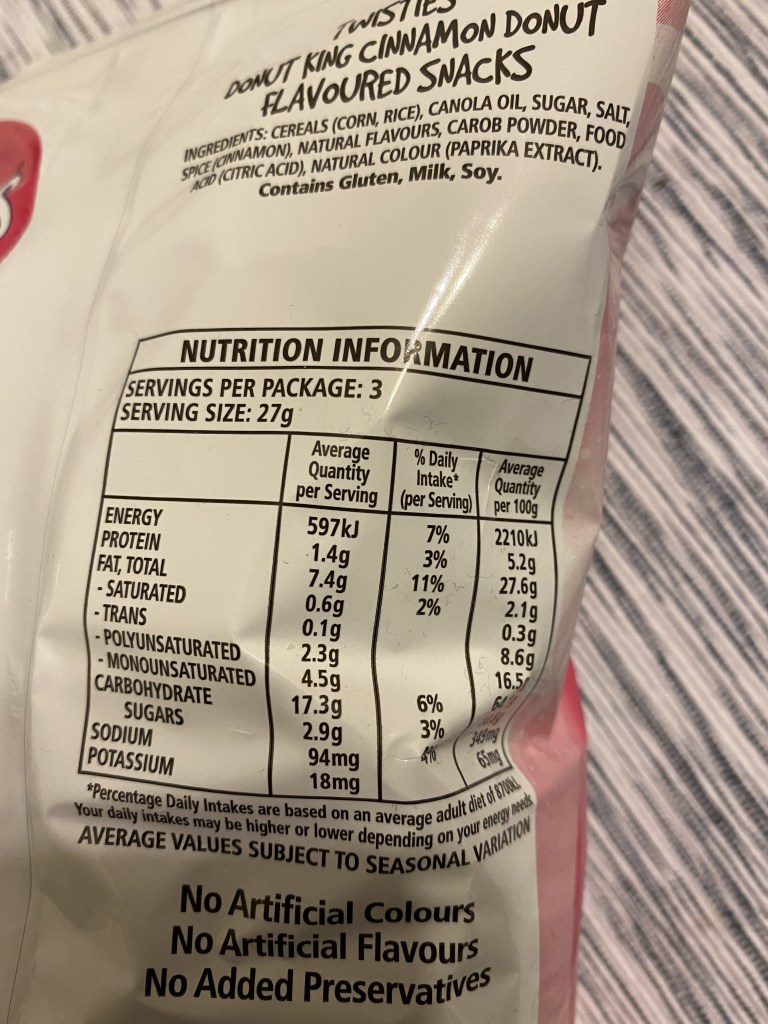 TWISTIES
DONUT KING CINNAMON DONUT
FLAVOURED SNACKS
INGREDIENTS: CEREALS (CORN, RICE), CANOLA OIL, SUGAR, SALT,
SPICE (CINNAMON), NATURAL FLAVOURS, CAROB POWDER, FOOD
ACID (CITRIC ACID), NATURAL COLOUR (PAPRIKA EXTRACT).
Contains Gluten, Milk, Soy.
NUTRITION INFORMATION
SERVINGS PER PACKAGE: 3
SERVING SIZE: 27g
Average Quantity per Serving % Daily Intake* (per Serving) Average Quantity per 100g
ENERGY 597kJ 7% 2210kJ
PROTEIN 1.4g 3% 5.2g
FAT, TOTAL 7.4g 11% 27.6g
- SATURATED 0.6g 2% 2.1g
- TRANS 0.1g 0.3g
- POLYUNSATURATED 2.3g 8.6g
- MONOUNSATURATED 4.5g 16.5g
CARBOHYDRATE 17.3g 6%
SUGARS 2.9g 3%
SODIUM 94mg 4% 349mg
POTASSIUM 18mg 65mg
*Percentage Daily Intakes are based on an average adult diet of 8700kJ.
Your daily intakes may be higher or lower depending on your energy needs.
AVERAGE VALUES SUBJECT TO SEASONAL VARIATION
No Artificial Colours
No Artificial Flavours
No Added Preservatives